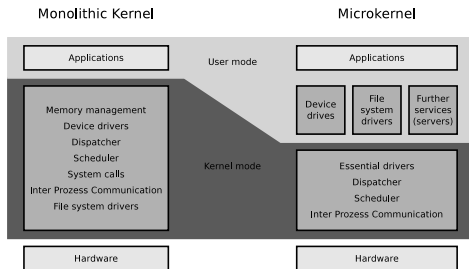 Monolithic Kernel
Microkernel
Applications
User mode
Applications
Memory management
Device drivers
Dispatcher
Scheduler
System calls
Inter Prozess Communication
File system drivers
Kernel mode
Device
drives
File
system
drivers
Further
services
(servers)
Essential drivers
Dispatcher
Scheduler
Inter Prozess Communication
Hardware
Hardware